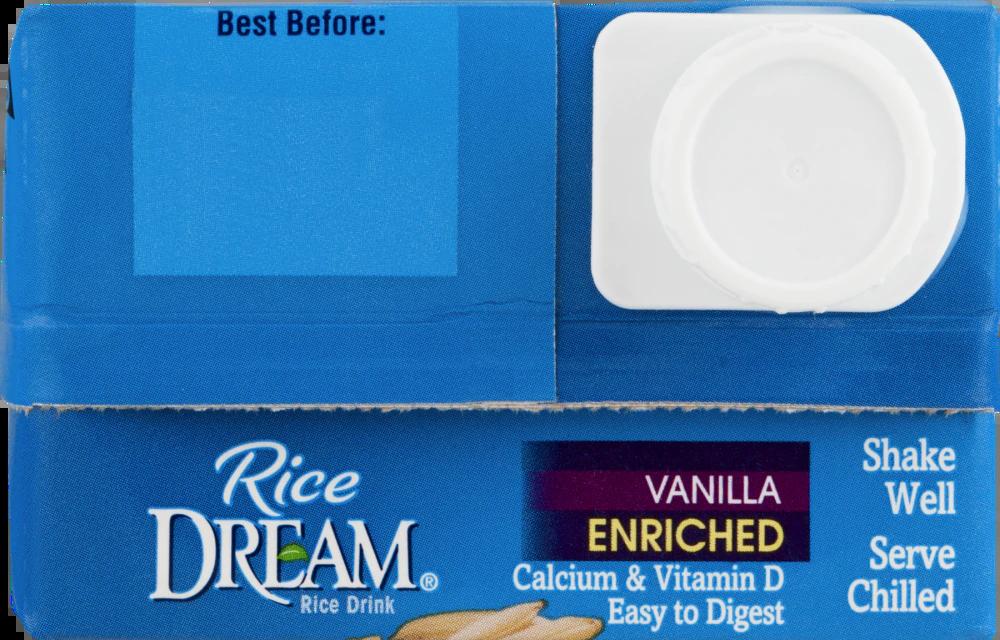 Best Before:
Rice
DREAM®
Rice Drink
VANILLA
ENRICHED
Calcium & Vitamin D
Easy to Digest
Shake
Well
Serve
Chilled